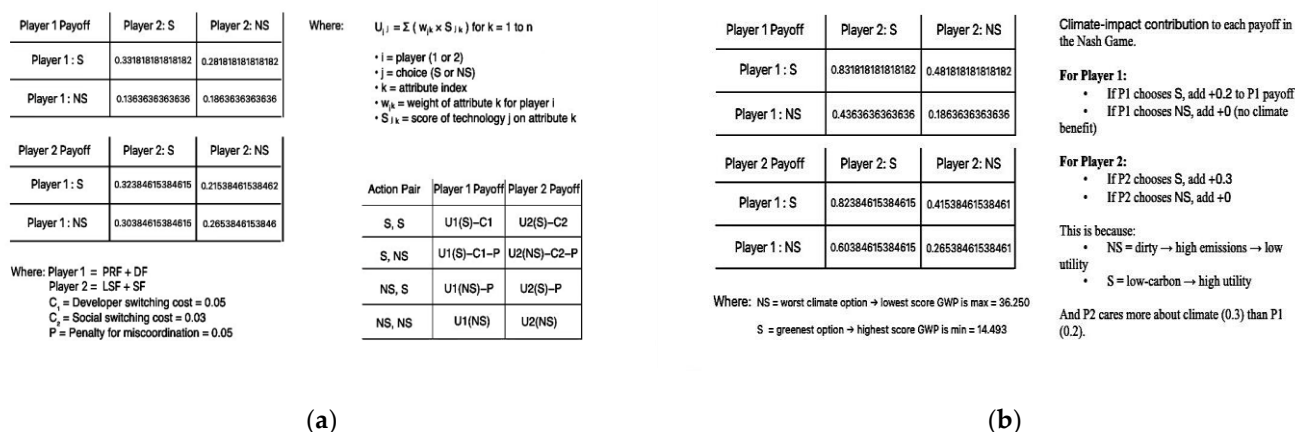 Player 1 Payoff Player 2: S Player 2: NS
Player 1 : S 0.331818181818182 0.281818181818182
Player 1 : NS 0.1363636363636 0.1863636363636
Player 2 Payoff Player 2: S Player 2: NS
Player 1 : S 0.32384615384615 0.21538461538462
Player 1 : NS 0.30384615384615 0.2653846153846
Where: Player 1 = PRF + DF
Player 2 = LSF + SF
C1 = Developer switching cost = 0.05
C2 = Social switching cost = 0.03
P = Penalty for miscoordination = 0.05
Where: Ui j = Σ ( wjk × S jk ) for k = 1 to n
• i = player (1 or 2)
• j = choice (S or NS)
• k = attribute index
• wjk = weight of attribute k for player i
• S jk = score of technology j on attribute k
Action Pair Player 1 Payoff Player 2 Payoff
S, S U1(S)–C1 U2(S)–C2
S, NS U1(S)–C1–P U2(NS)–C2–P
NS, S U1(NS)–P U2(S)–P
NS, NS U1(NS) U2(NS)
(a)
Player 1 Payoff Player 2: S Player 2: NS
Player 1 : S 0.831818181818182 0.481818181818182
Player 1 : NS 0.4363636363636 0.1863636363636
Player 2 Payoff Player 2: S Player 2: NS
Player 1 : S 0.82384615384615 0.41538461538461
Player 1 : NS 0.60384615384615 0.26538461538461
Where: NS = worst climate option → lowest score GWP is max = 36.250
S = greenest option → highest score GWP is min = 14.493
Climate-impact contribution to each payoff in
the Nash Game.
For Player 1:
• If P1 chooses S, add +0.2 to P1 payoff
• If P1 chooses NS, add +0 (no climate
benefit)
For Player 2:
• If P2 chooses S, add +0.3
• If P2 chooses NS, add +0
This is because:
• NS = dirty → high emissions → low
utility
• S = low-carbon → high utility
And P2 cares more about climate (0.3) than P1
(0.2).
(b)